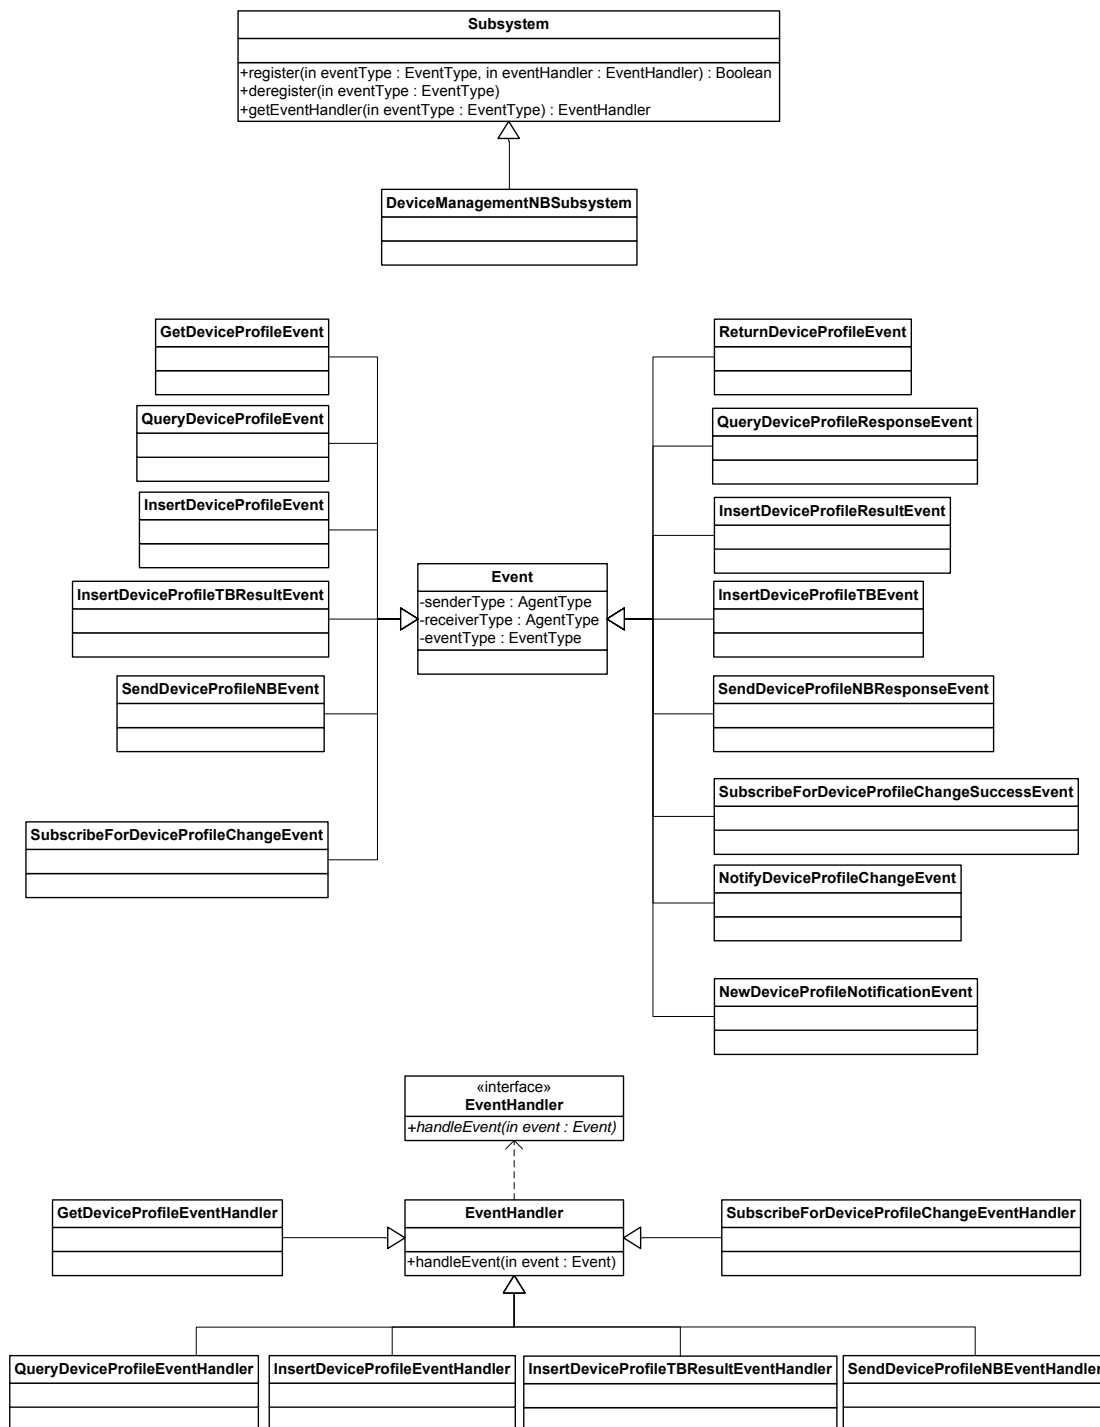 Subsystem
+register(in eventType : EventType, in eventHandler : EventHandler) : Boolean
+deregister(in eventType : EventType)
+getEventHandler(in eventType : EventType) : EventHandler
DeviceManagementNBSubsystem
GetDeviceProfileEvent
ReturnDeviceProfileEvent
QueryDeviceProfileEvent
QueryDeviceProfileResponseEvent
InsertDeviceProfileEvent
InsertDeviceProfileResultEvent
Event
-senderType : AgentType
-receiverType : AgentType
-eventType : EventType
InsertDeviceProfileTBResultEvent
InsertDeviceProfileTBEvent
SendDeviceProfileNBEvent
SendDeviceProfileNBResponseEvent
SubscribeForDeviceProfileChangeSuccessEvent
SubscribeForDeviceProfileChangeEvent
NotifyDeviceProfileChangeEvent
NewDeviceProfileNotificationEvent
«interface»
EventHandler
+handleEvent(in event : Event)
GetDeviceProfileEventHandler
EventHandler
+handleEvent(in event : Event)
SubscribeForDeviceProfileChangeEventHandler
QueryDeviceProfileEventHandler
InsertDeviceProfileEventHandler
InsertDeviceProfileTBResultEventHandler
SendDeviceProfileNBEventHandler